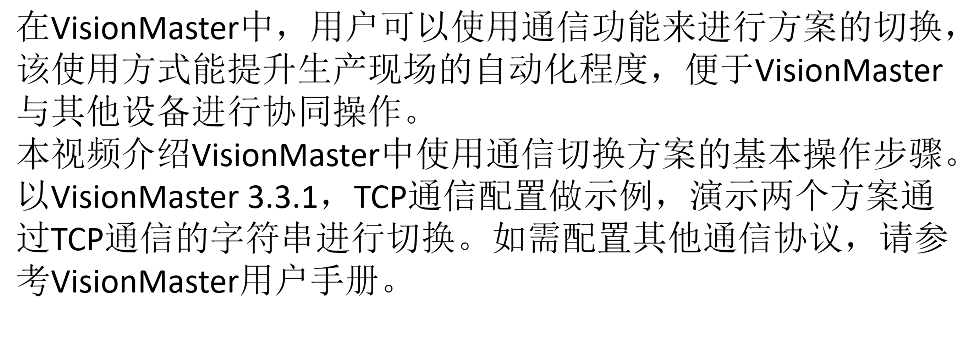 在VisionMaster中，用户可以使用通信功能来进行方案的切换，
该使用方式能提升生产现场的自动化程度，便于VisionMaster
与其他设备进行协同操作。
本视频介绍VisionMaster中使用通信切换方案的基本操作步骤。
以VisionMaster 3.3.1，TCP通信配置做示例，演示两个方案通
过TCP通信的字符串进行切换。如需配置其他通信协议，请参
考VisionMaster用户手册。